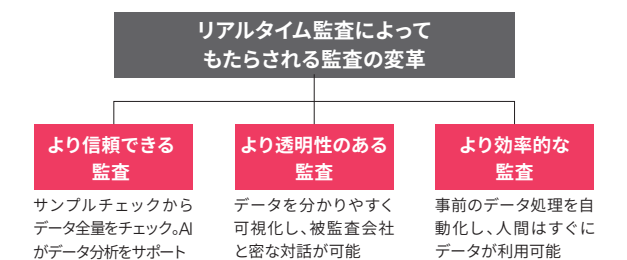 リアルタイム監査によって
もたらされる監査の変革
より信頼できる
監査
サンプルチェックから
データ全量をチェック。AI
がデータ分析をサポート
より透明性のある
監査
データを分かりやすく
可視化し、被監査会社
と密な対話が可能
より効率的な
監査
事前のデータ処理を自
動化し、人間はすぐに
データが利用可能